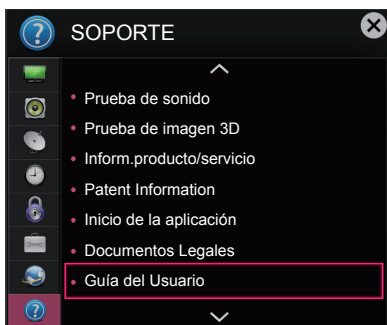 SOPORTE
Prueba de sonido
Prueba de imagen 3D
Inform.producto/servicio
Patent Information
Inicio de la aplicación
Documentos Legales
Guía del Usuario